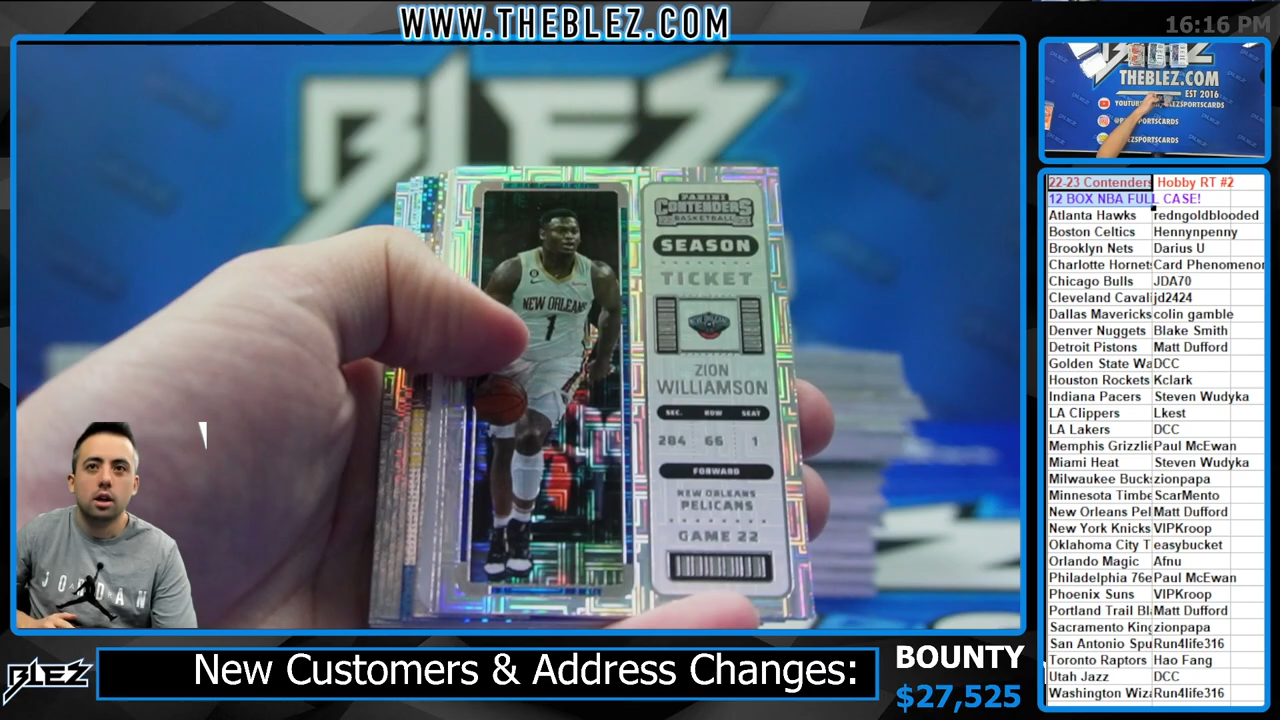 WWW.THEBLEZ.COM
16:16 PM
BLEZ
PANINI
CONTENDERS
BASKETBALL
SEASON
TICKET
NEW ORLEANS
1
ZION
WILLIAMSON
SEC. ROW SEAT
284 66 1
FORWARD
NEW ORLEANS
PELICANS
GAME 22
JORDAN
BLEZ
THEBLEZ.COM
EST 2016
22-23 Contenders Hobby RT #2
12 BOX NBA FULL CASE!
Atlanta Hawks redngoldblooded
Boston Celtics Hennynpenny
Brooklyn Nets Darius U
Charlotte Hornets Card Phenomenon
Chicago Bulls JDA70
Cleveland Cavali jd2424
Dallas Mavericks colin gamble
Denver Nuggets Blake Smith
Detroit Pistons Matt Dufford
Golden State Wa DCC
Houston Rockets Kclark
Indiana Pacers Steven Wudyka
LA Clippers Lkest
LA Lakers DCC
Memphis Grizzlie Paul McEwan
Miami Heat Steven Wudyka
Milwaukee Bucks zionpapa
Minnesota Timbe ScarMento
New Orleans Pel Matt Dufford
New York Knicks VIPKroop
Oklahoma City T easybucket
Orlando Magic Afnu
Philadelphia 76e Paul McEwan
Phoenix Suns VIPKroop
Portland Trail Bl Matt Dufford
Sacramento King zionpapa
San Antonio Spu Run4life316
Toronto Raptors Hao Fang
Utah Jazz DCC
Washington Wiza Run4life316
BLEZ
New Customers & Address Changes:
BOUNTY
$27,525